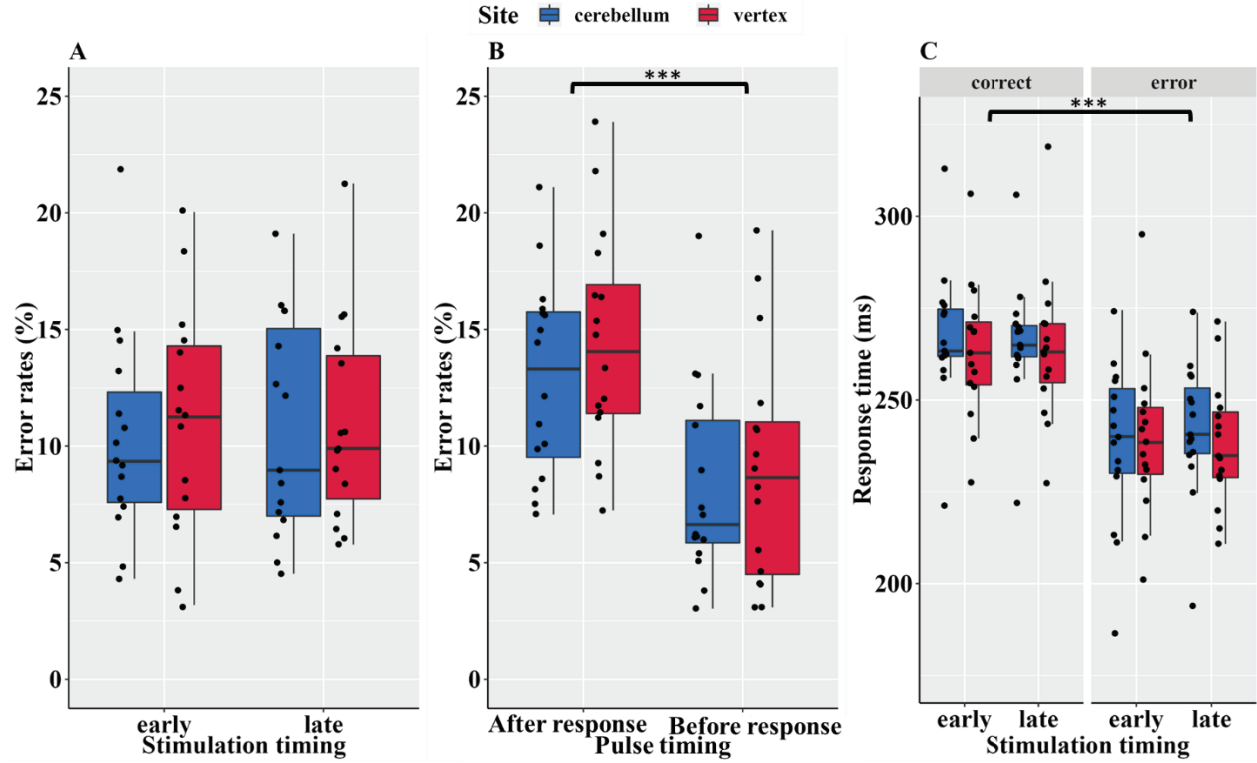 Site cerebellum vertex
A
25
20
15
10
5
0
Error rates (%)
early late
Stimulation timing
B
***
25
20
15
10
5
0
Error rates (%)
After response Before response
Pulse timing
C
correct error
***
300
250
200
Response time (ms)
early late early late
Stimulation timing